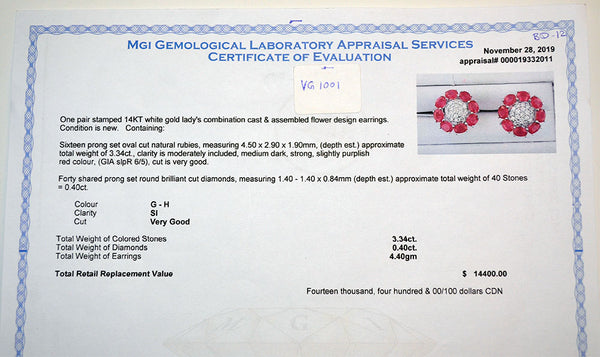 BD-12
MGI GEMOLOGICAL LABORATORY APPRAISAL SERVICES
CERTIFICATE OF EVALUATION
November 28, 2019
appraisal# 000019332011
VG 1001
One pair stamped 14KT white gold lady's combination cast & assembled flower design earrings.
Condition is new. Containing:
Sixteen prong set oval cut natural rubies, measuring 4.50 x 2.90 x 1.90mm, (depth est.) approximate
total weight of 3.34ct., clarity is moderately included, medium dark, strong, slightly purplish
red colour, (GIA slpR 6/5), cut is very good.
Forty shared prong set round brilliant cut diamonds, measuring 1.40 - 1.40 x 0.84mm (depth est.) approximate total weight of 40 Stones
= 0.40ct.
Colour G - H
Clarity SI
Cut Very Good
Total Weight of Colored Stones 3.34ct.
Total Weight of Diamonds 0.40ct.
Total Weight of Earrings 4.40gm
Total Retail Replacement Value $ 14400.00
Fourteen thousand, four hundred & 00/100 dollars CDN
M G I